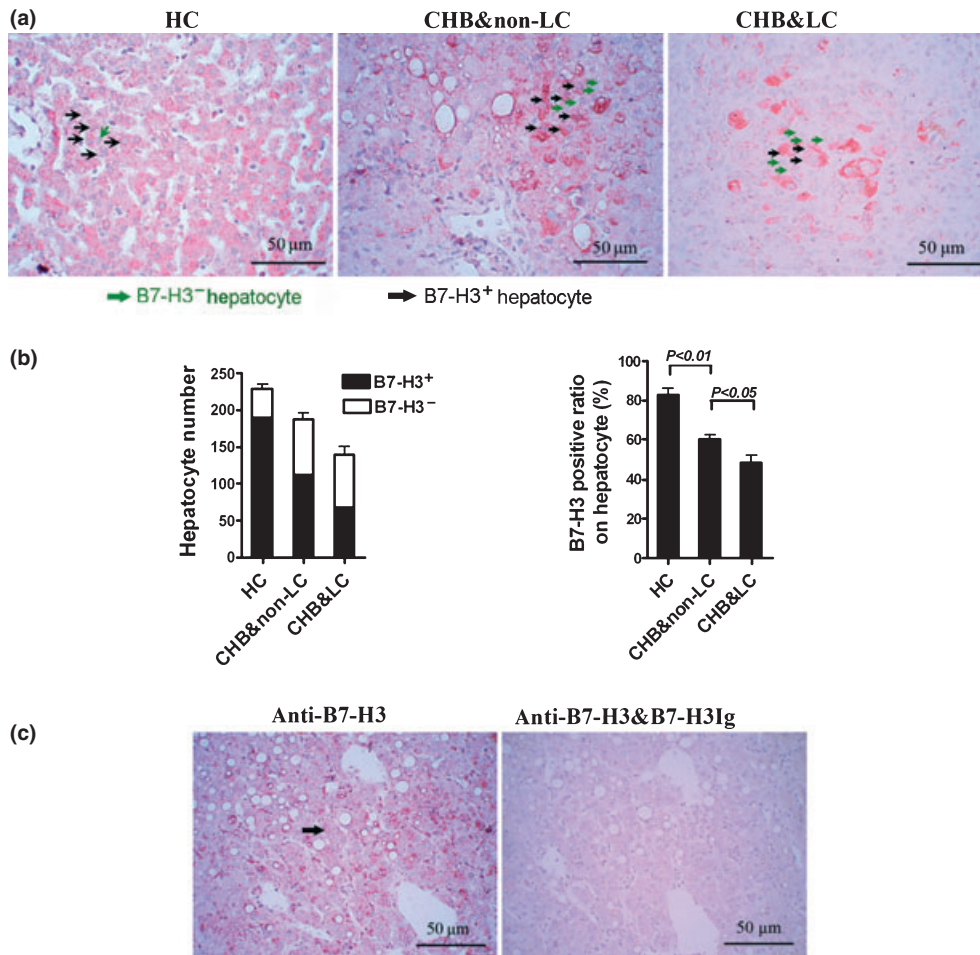 (a)
HC
CHB&non-LC
CHB&LC
50 µm
50 µm
50 µm
B7-H3⁻ hepatocyte
B7-H3⁺ hepatocyte
(b)
250
200
150
100
50
0
Hepatocyte number
B7-H3⁺
B7-H3⁻
HC
CHB&non-LC
CHB&LC
100
80
60
40
20
0
B7-H3 positive ratio
on hepatocyte (%)
P<0.01
P<0.05
HC
CHB&non-LC
CHB&LC
(c)
Anti-B7-H3
Anti-B7-H3&B7-H3Ig
50 µm
50 µm